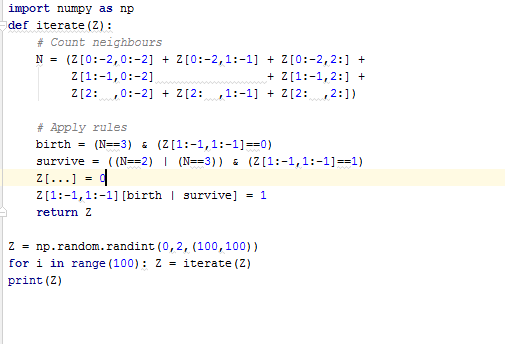 import numpy as np
def iterate(Z):
    # Count neighbours
    N = (Z[0:-2,0:-2] + Z[0:-2,1:-1] + Z[0:-2,2:] +
         Z[1:-1,0:-2]                + Z[1:-1,2:] +
         Z[2:  ,0:-2] + Z[2:  ,1:-1] + Z[2:  ,2:])
    # Apply rules
    birth = (N==3) & (Z[1:-1,1:-1]==0)
    survive = ((N==2) | (N==3)) & (Z[1:-1,1:-1]==1)
    Z[...] = 0
    Z[1:-1,1:-1][birth | survive] = 1
    return Z
Z = np.random.randint(0,2,(100,100))
for i in range(100): Z = iterate(Z)
print(Z)